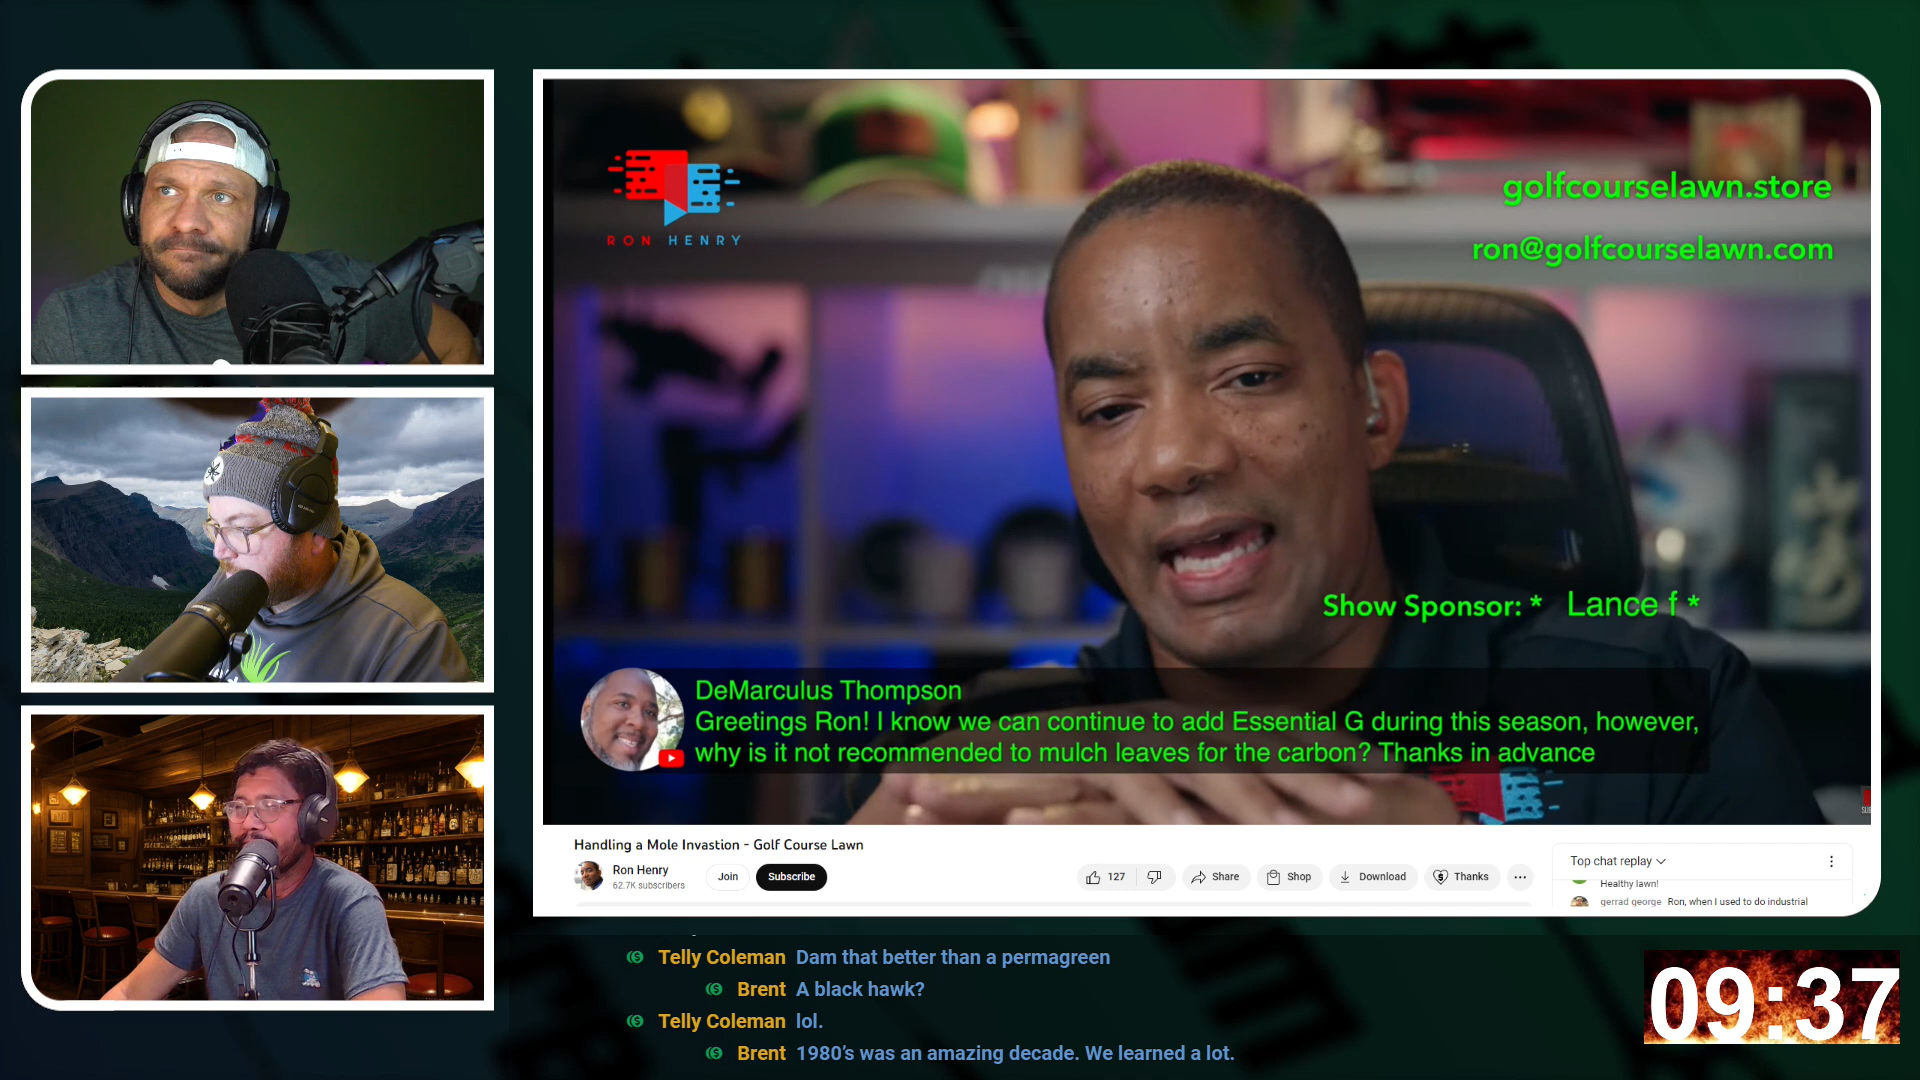 RON HENRY
golfcourselawn.store
ron@golfcourselawn.com
Show Sponsor: * Lance f *
DeMarculus Thompson
Greetings Ron! I know we can continue to add Essential G during this season, however,
why is it not recommended to mulch leaves for the carbon? Thanks in advance
Handling a Mole Invastion - Golf Course Lawn
Ron Henry
62.7K subscribers
Join
Subscribe
127
Share
Shop
Download
Thanks
Top chat replay
Healthy lawn!
gerrad george Ron, when I used to do industrial
Telly Coleman Dam that better than a permagreen
Brent A black hawk?
Telly Coleman lol.
Brent 1980's was an amazing decade. We learned a lot.
09:37